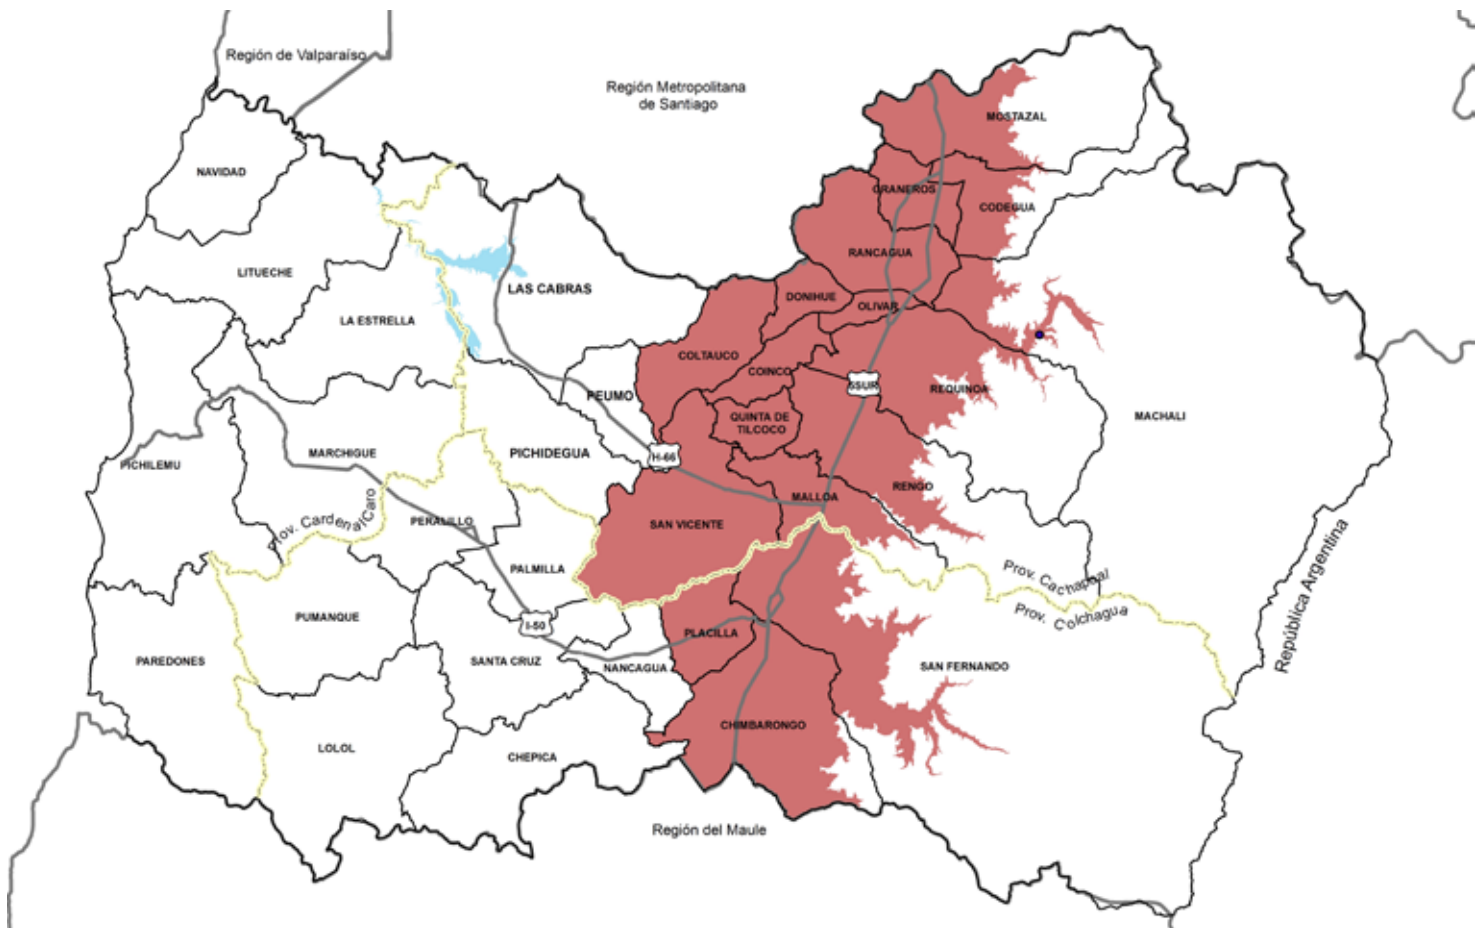 Región de Valparaíso
Región Metropolitana
de Santiago
MOSTAZAL
NAVIDAD
GRANEROS
CODEGUA
RANCAGUA
LITUECHE
LAS CABRAS
DONIHUE
OLIVAR
LA ESTRELLA
COLTAUCO
COINCO
5SUR
REQUINOA
PEUMO
MACHALI
QUINTA DE
TILCOCO
MARCHIGUE
PICHIDEGUA
H-66
PICHILEMU
RENGO
MALLOA
Prov. Cardenal Caro
PERALILLO
SAN VICENTE
PALMILLA
Prov. Cachapoal
Prov. Colchagua
República Argentina
PUMANQUE
I-50
PLACILLA
PAREDONES
SANTA CRUZ
NANCAGUA
SAN FERNANDO
CHIMBARONGO
LOLOL
CHEPICA
Región del Maule